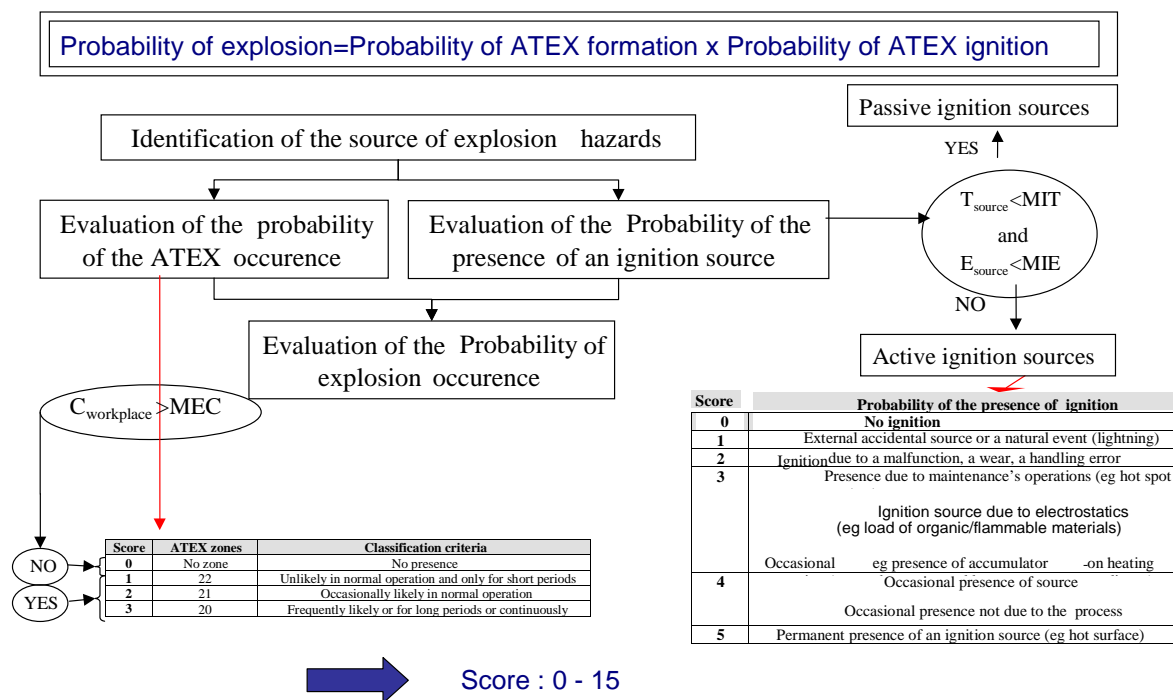 Probability of explosion=Probability of ATEX formation x Probability of ATEX ignition
Passive ignition sources
Identification of the source of explosion hazards
YES
Evaluation of the probability
of the ATEX occurence
Evaluation of the Probability of the
presence of an ignition source
Tsource<MIT
and
Esource<MIE
NO
Evaluation of the Probability of
explosion occurence
Active ignition sources
Cworkplace>MEC
Score Probability of the presence of ignition
0 No ignition
1 External accidental source or a natural event (lightning)
2 Ignition due to a malfunction, a wear, a handling error
3 Presence due to maintenance's operations (eg hot spot
Ignition source due to electrostatics
(eg load of organic/flammable materials)
Occasional eg presence of accumulator -on heating
4 Occasional presence of source
Occasional presence not due to the process
5 Permanent presence of an ignition source (eg hot surface)
NO
YES
Score ATEX zones Classification criteria
0 No zone No presence
1 22 Unlikely in normal operation and only for short periods
2 21 Occasionally likely in normal operation
3 20 Frequently likely or for long periods or continuously
Score : 0 - 15